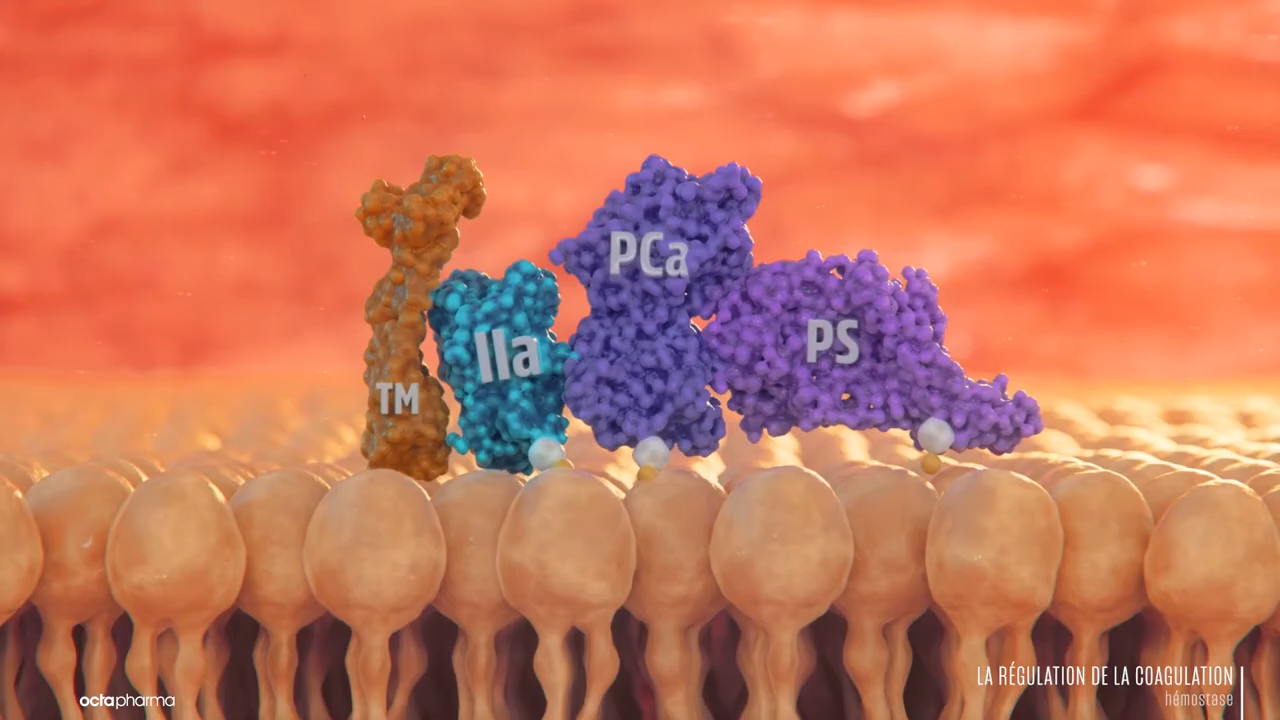 PCa
IIa
PS
TM
LA RÉGULATION DE LA COAGULATION
hémostase
octapharma